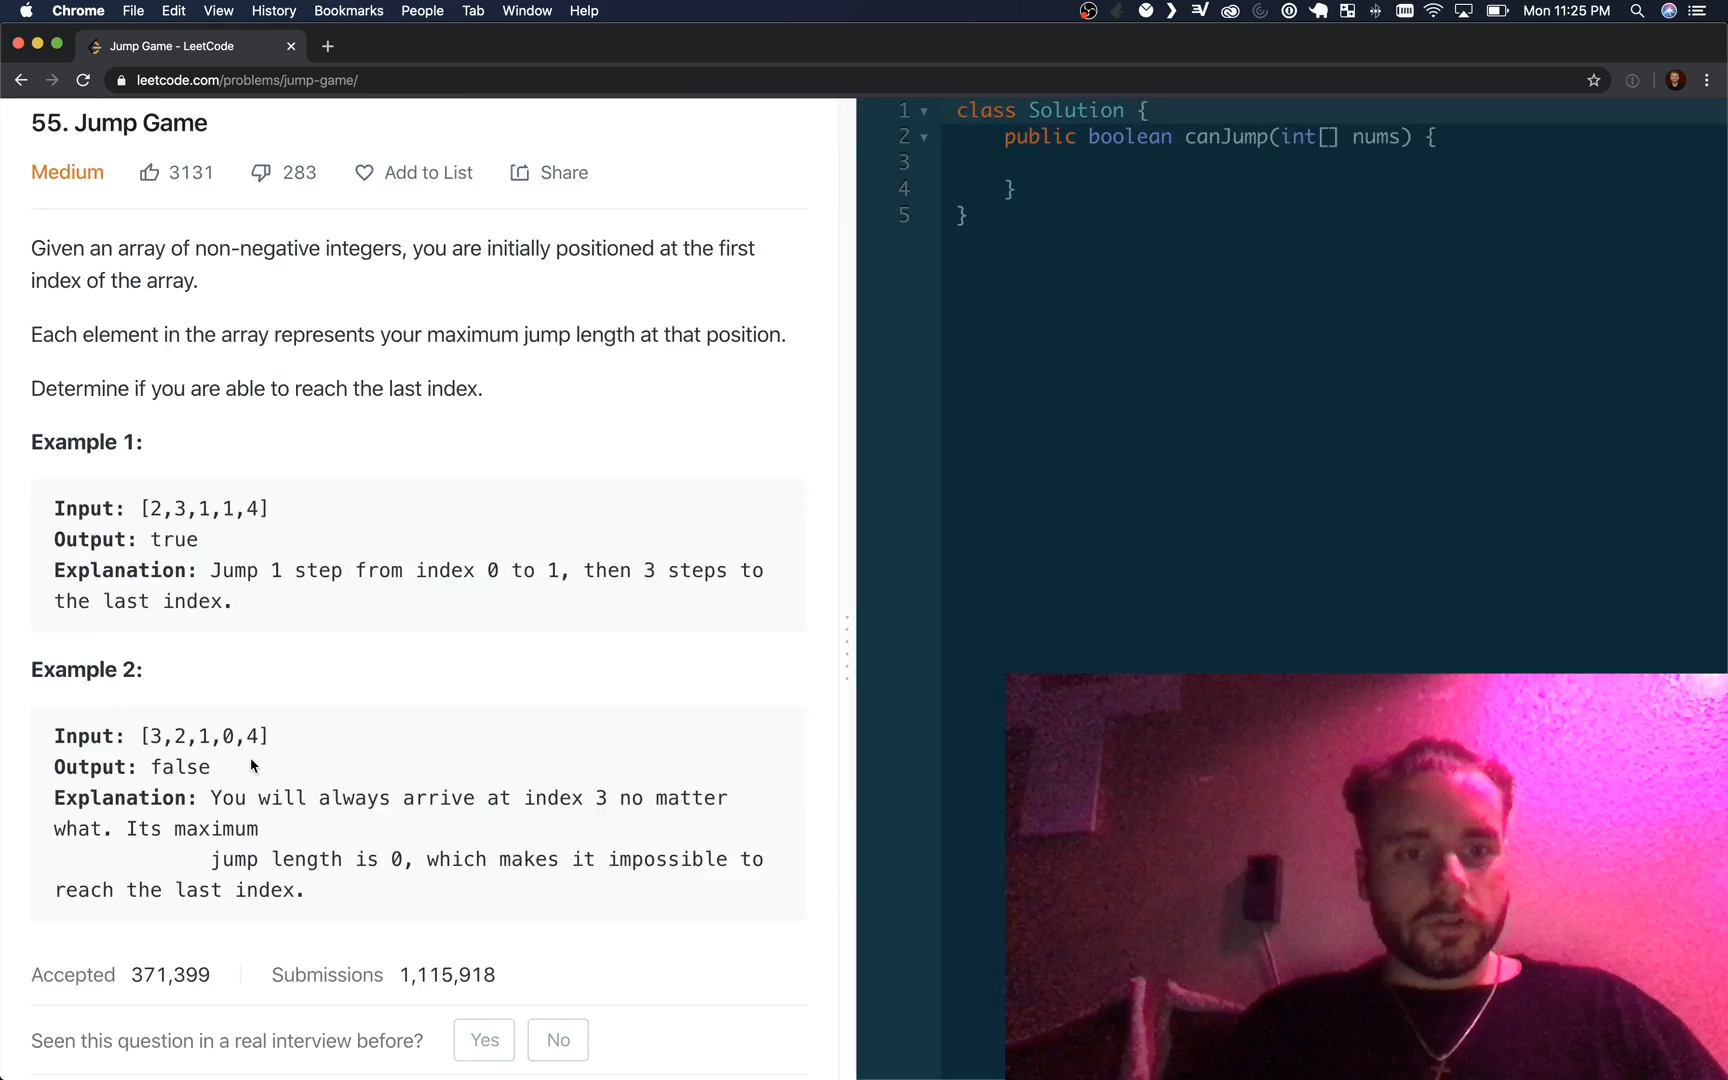 Chrome File Edit View History Bookmarks People Tab Window Help Mon 11:25 PM
Jump Game - LeetCode
leetcode.com/problems/jump-game/
55. Jump Game
Medium 3131 283 Add to List Share
Given an array of non-negative integers, you are initially positioned at the first
index of the array.
Each element in the array represents your maximum jump length at that position.
Determine if you are able to reach the last index.
Example 1:
Input: [2,3,1,1,4]
Output: true
Explanation: Jump 1 step from index 0 to 1, then 3 steps to
the last index.
Example 2:
Input: [3,2,1,0,4]
Output: false
Explanation: You will always arrive at index 3 no matter
what. Its maximum
jump length is 0, which makes it impossible to
reach the last index.
Accepted 371,399 Submissions 1,115,918
Seen this question in a real interview before? Yes No
1 class Solution {
2 public boolean canJump(int[] nums) {
3
4 }
5 }